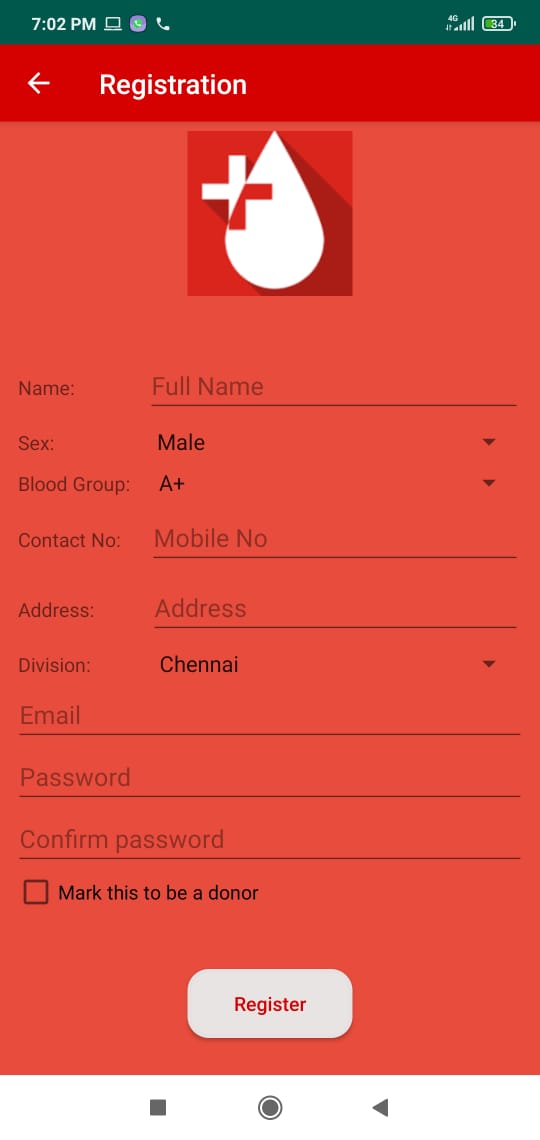 7:02 PM 4G 34
Registration
Name: Full Name
Sex: Male
Blood Group: A+
Contact No: Mobile No
Address: Address
Division: Chennai
Email
Password
Confirm password
Mark this to be a donor
Register